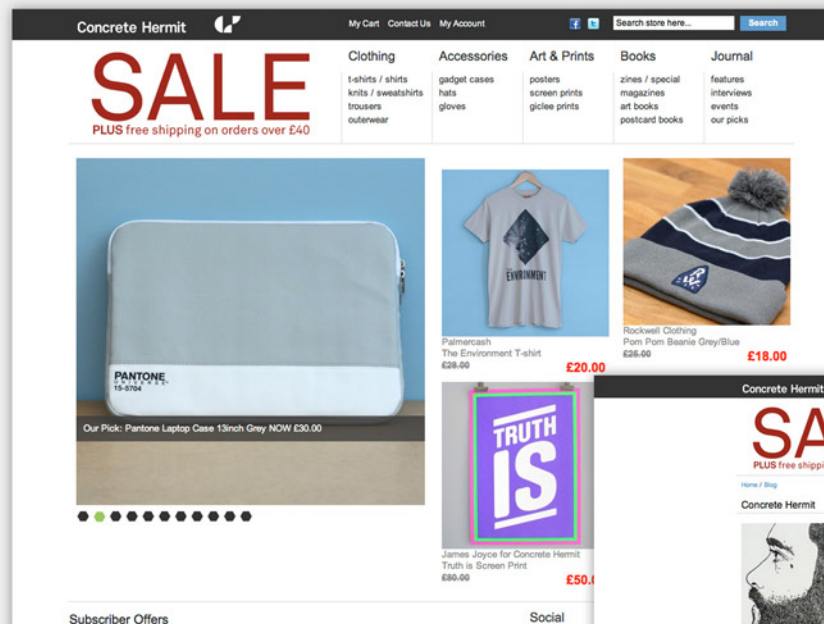 Concrete Hermit
My Cart Contact Us My Account
Search store here...
Search
SALE
PLUS free shipping on orders over £40
Clothing
t-shirts / shirts
knits / sweatshirts
trousers
outerwear
Accessories
gadget cases
hats
gloves
Art & Prints
posters
screen prints
giclee prints
Books
zines / special
magazines
art books
postcard books
Journal
features
interviews
events
our picks
PANTONE
UNIVERSE
15-5704
Our Pick: Pantone Laptop Case 13inch Grey NOW £30.00
ENVIRONMENT
Palmercash
The Environment T-shirt
£28.00
£20.00
Rockwell Clothing
Pom Pom Beanie Grey/Blue
£25.00
£18.00
TRUTH
IS
James Joyce for Concrete Hermit
Truth is Screen Print
£80.00
£50.
Concrete Hermit
SA
PLUS free shippi
Home / Blog
Concrete Hermit
Subscriber Offers
Social